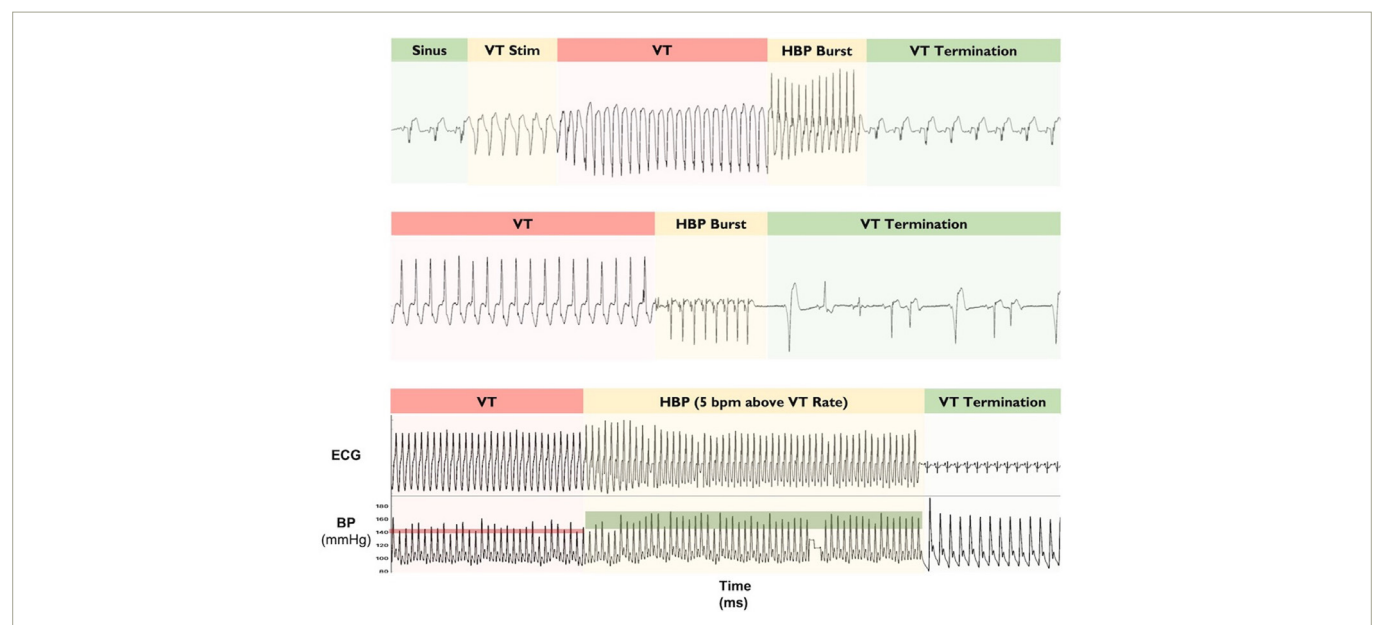 Sinus VT Stim VT HBP Burst VT Termination
VT HBP Burst VT Termination
VT HBP (5 bpm above VT Rate) VT Termination
ECG
BP
(mmHg)
180
160
140
120
100
80
Time
(ms)